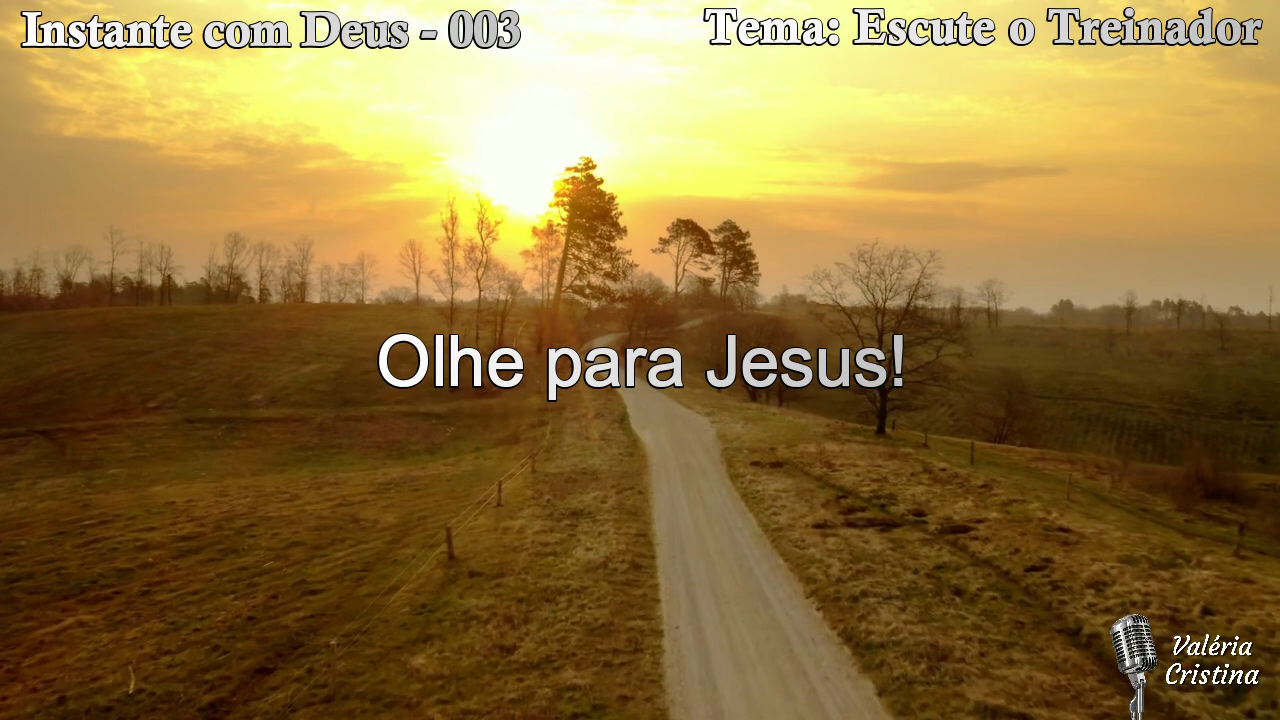 Instante com Deus - 003
Tema: Escute o Treinador
Olhe para Jesus!
Valéria
Cristina